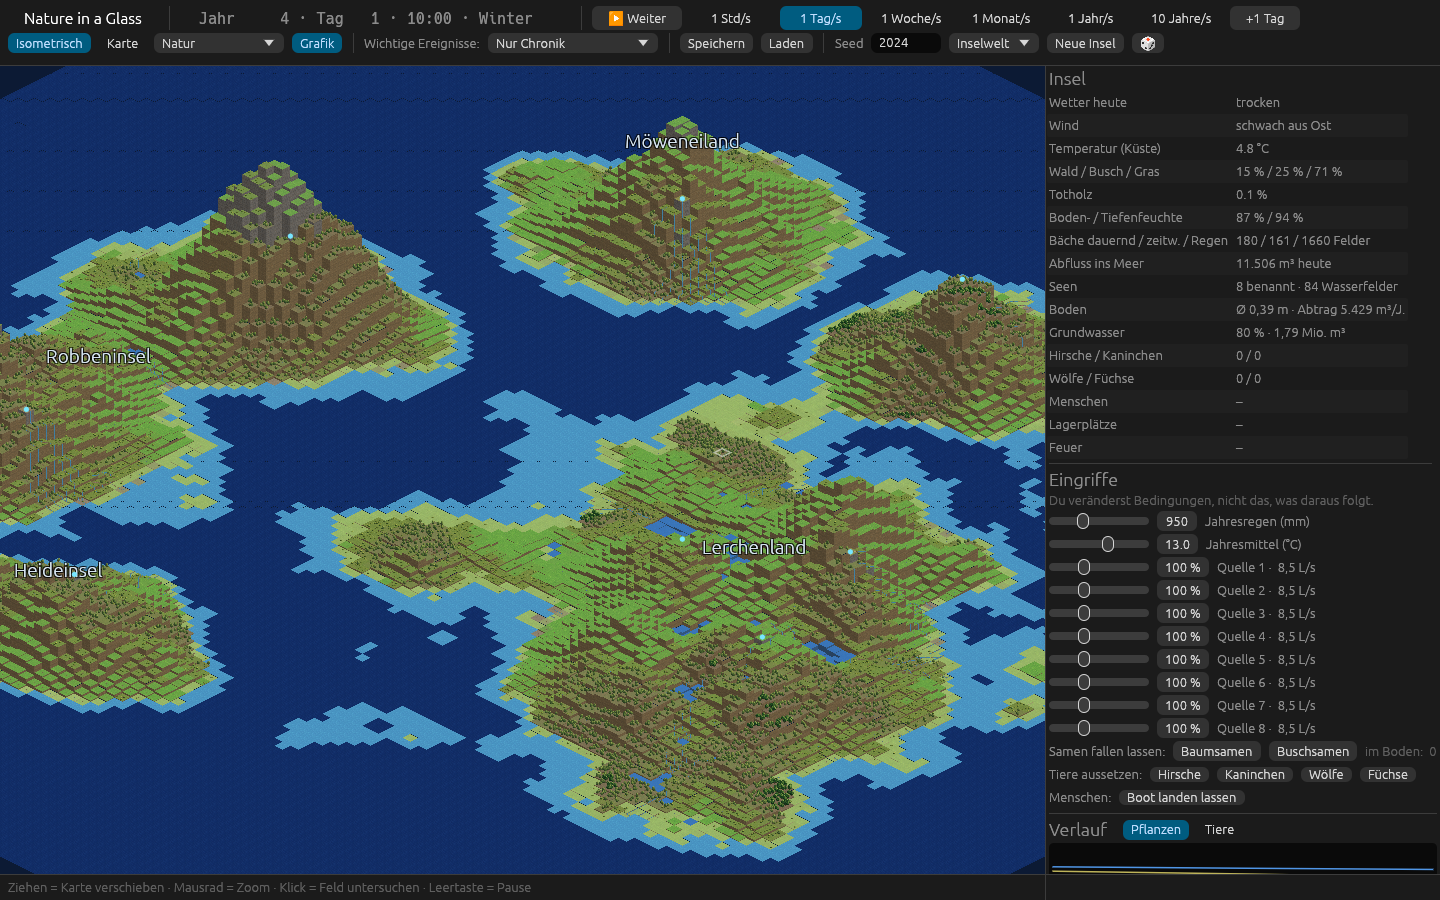 Nature in a Glass Jahr 4 · Tag 1 · 10:00 · Winter Weiter 1 Std/s 1 Tag/s 1 Woche/s 1 Monat/s 1 Jahr/s 10 Jahre/s +1 Tag
Isometrisch Karte Natur Grafik Wichtige Ereignisse: Nur Chronik Speichern Laden Seed 2024 Inselwelt Neue Insel
Möweneiland
Robbeninsel
Lerchenland
Heideinsel
Insel
Wetter heute trocken
Wind schwach aus Ost
Temperatur (Küste) 4.8 °C
Wald / Busch / Gras 15 % / 25 % / 71 %
Totholz 0.1 %
Boden- / Tiefenfeuchte 87 % / 94 %
Bäche dauernd / zeitw. / Regen 180 / 161 / 1660 Felder
Abfluss ins Meer 11.506 m³ heute
Seen 8 benannt · 84 Wasserfelder
Boden Ø 0,39 m · Abtrag 5.429 m³/J.
Grundwasser 80 % · 1,79 Mio. m³
Hirsche / Kaninchen 0 / 0
Wölfe / Füchse 0 / 0
Menschen –
Lagerplätze –
Feuer –
Eingriffe
Du veränderst Bedingungen, nicht das, was daraus folgt.
950 Jahresregen (mm)
13.0 Jahresmittel (°C)
100 % Quelle 1 · 8,5 L/s
100 % Quelle 2 · 8,5 L/s
100 % Quelle 3 · 8,5 L/s
100 % Quelle 4 · 8,5 L/s
100 % Quelle 5 · 8,5 L/s
100 % Quelle 6 · 8,5 L/s
100 % Quelle 7 · 8,5 L/s
100 % Quelle 8 · 8,5 L/s
Samen fallen lassen: Baumsamen Buschsamen im Boden: 0
Tiere aussetzen: Hirsche Kaninchen Wölfe Füchse
Menschen: Boot landen lassen
Verlauf Pflanzen Tiere
Ziehen = Karte verschieben · Mausrad = Zoom · Klick = Feld untersuchen · Leertaste = Pause